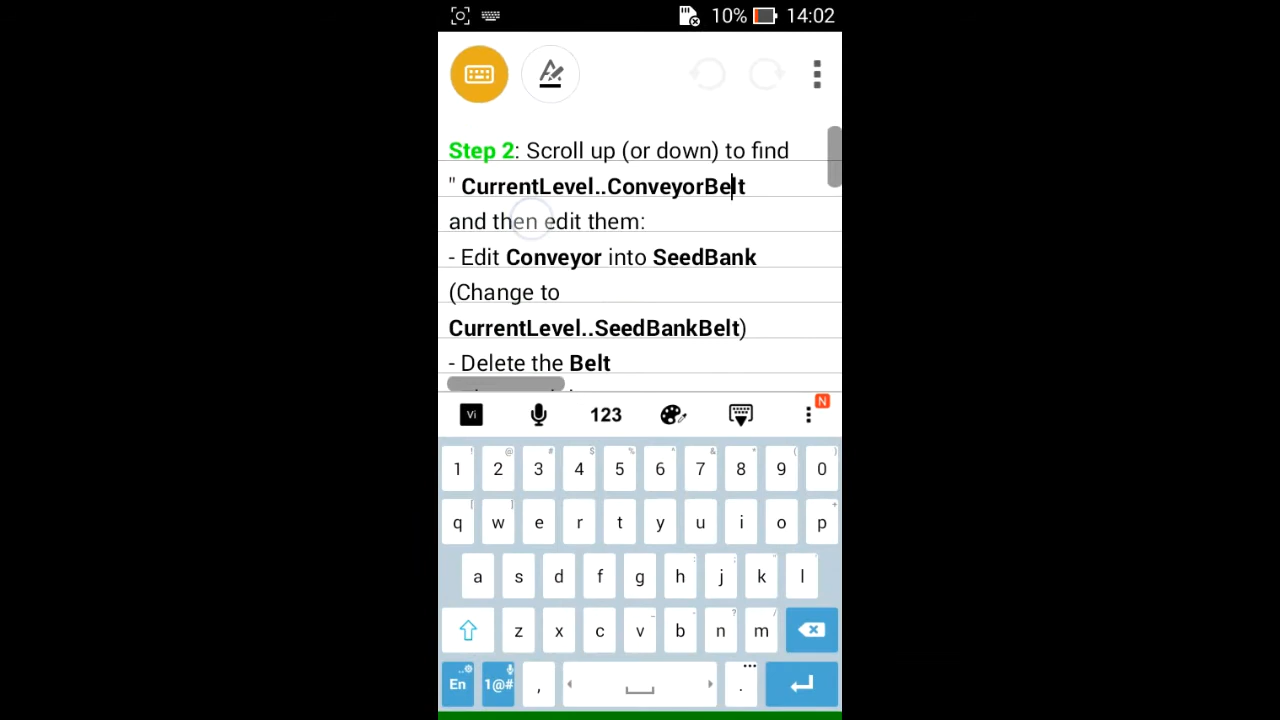 10% 14:02
Step 2: Scroll up (or down) to find
" CurrentLevel..ConveyorBelt
and then edit them:
- Edit Conveyor into SeedBank
(Change to
CurrentLevel..SeedBankBelt)
- Delete the Belt
Vi 123 N
1 2 3 4 5 6 7 8 9 0
q w e r t y u i o p
a s d f g h j k l
z x c v b n m
En 1@# , .